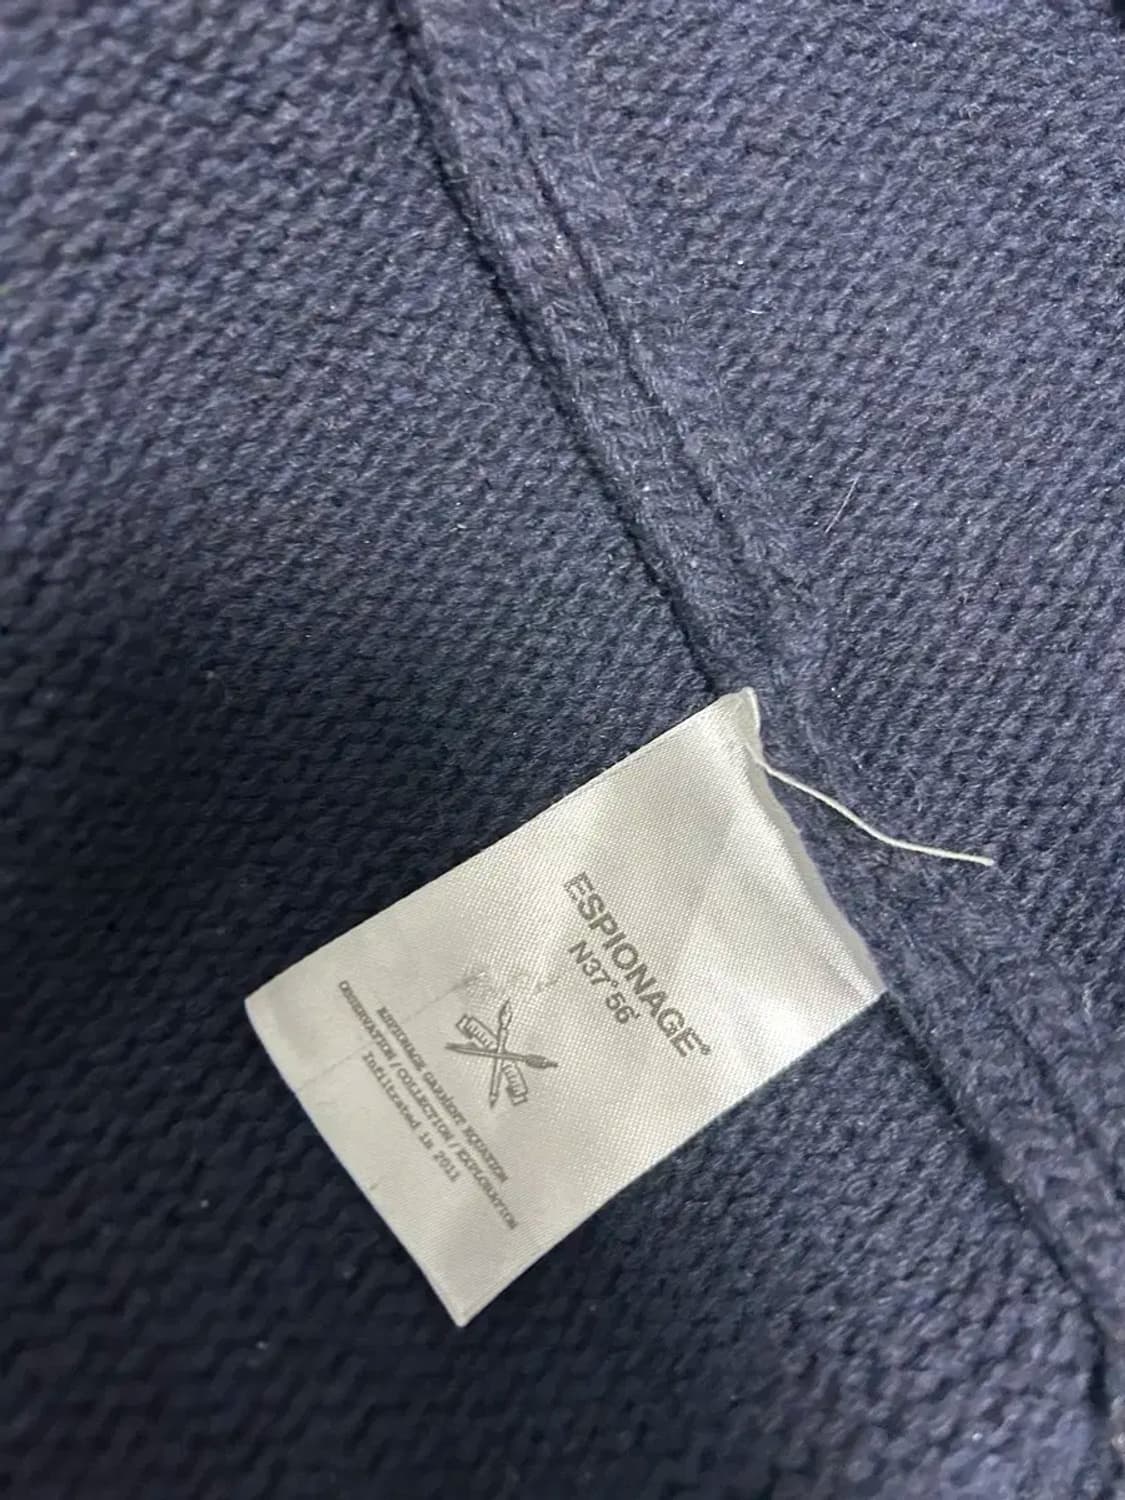 ESPIONAGE®
N37° 56'
ESPIONAGE GARMENT EQUATION
OBSERVATION / COLLECTION / EXPLORATION
Infiltrated in 2011